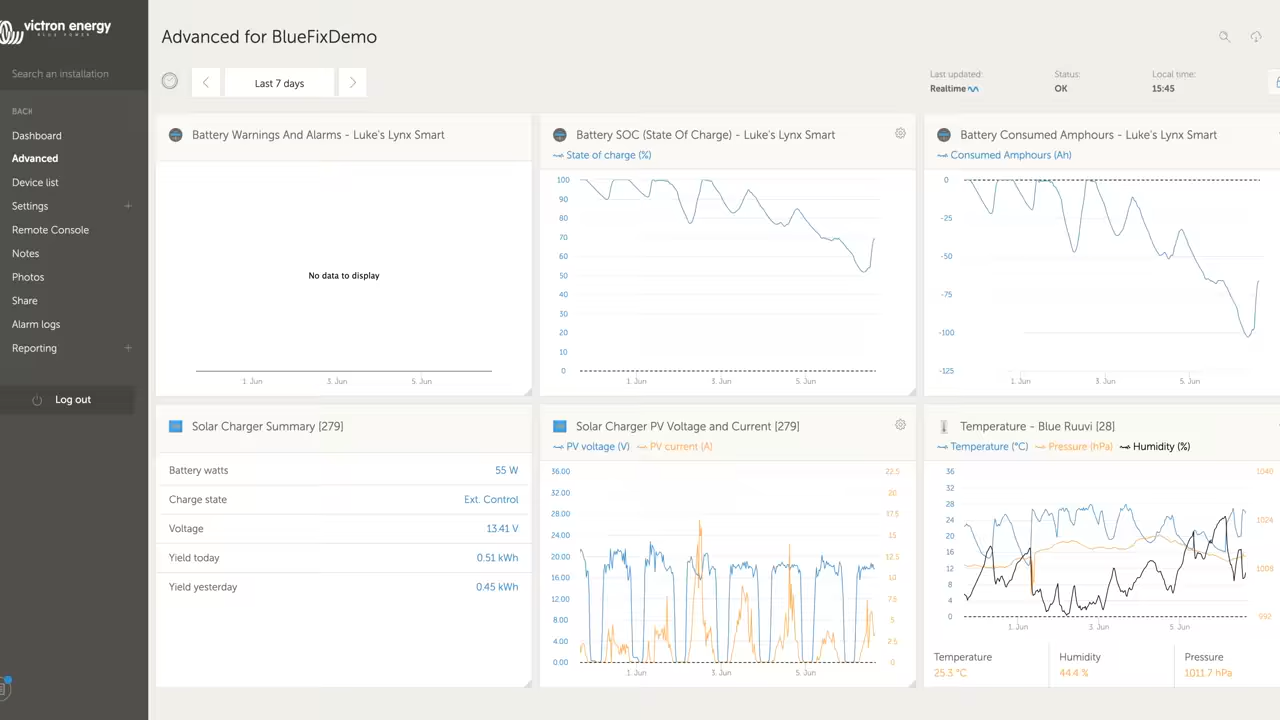 victron energy
BLUE POWER
Search an installation
BACK
Dashboard
Advanced
Device list
Settings
Remote Console
Notes
Photos
Share
Alarm logs
Reporting
Log out
Advanced for BlueFixDemo
Last 7 days
Last updated:
Realtime
Status:
OK
Local time:
15:45
Battery Warnings And Alarms - Luke's Lynx Smart
No data to display
1. Jun
3. Jun
5. Jun
Battery SOC (State Of Charge) - Luke's Lynx Smart
State of charge (%)
100
90
80
70
60
50
40
30
20
10
0
1. Jun
3. Jun
5. Jun
Battery Consumed Amphours - Luke's Lynx Smart
Consumed Amphours (Ah)
0
-25
-50
-75
-100
-125
1. Jun
3. Jun
5. Jun
Solar Charger Summary [279]
Battery watts 55 W
Charge state Ext. Control
Voltage 13.41 V
Yield today 0.51 kWh
Yield yesterday 0.45 kWh
Solar Charger PV Voltage and Current [279]
PV voltage (V) PV current (A)
36.00 22.5
32.00 20
28.00 17.5
24.00 15
20.00 12.5
16.00 10
12.00 7.5
8.00 5
4.00 2.5
0.00 0
1. Jun
3. Jun
5. Jun
Temperature - Blue Ruuvi [28]
Temperature (°C) Pressure (hPa) Humidity (%)
36 1040
32
28
24 1024
20
16
12 1008
8
4
0 992
1. Jun
3. Jun
5. Jun
Temperature
25.3 °C
Humidity
44.4 %
Pressure
1011.7 hPa